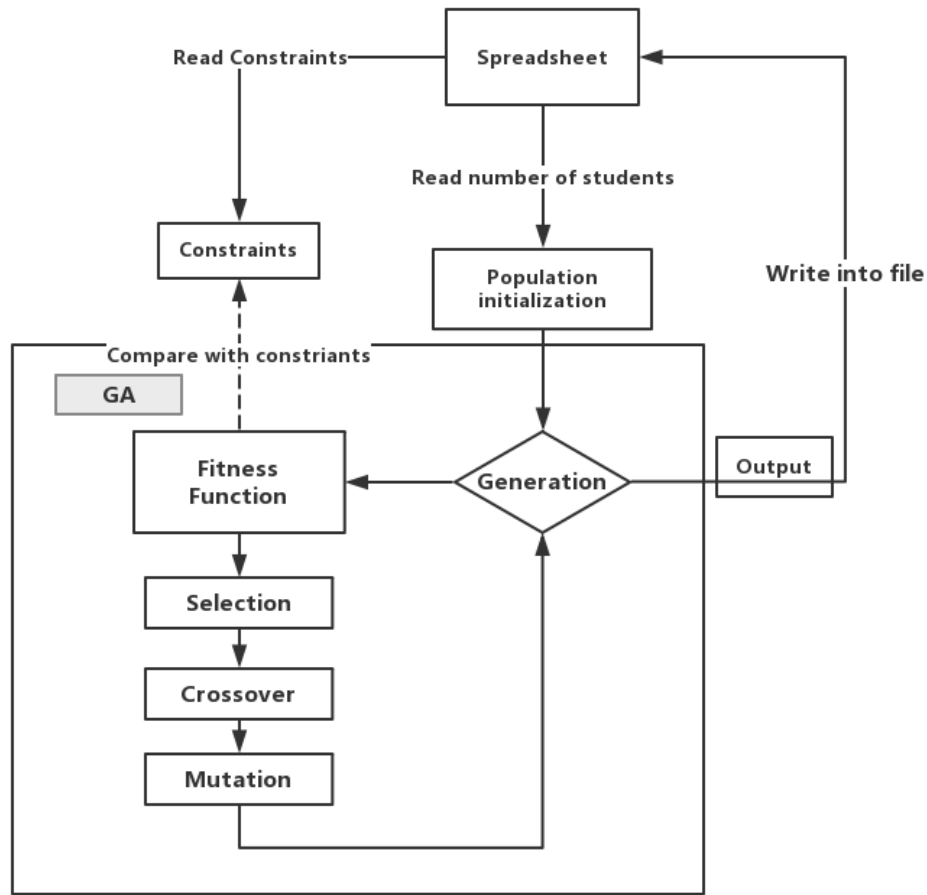 Read Constraints
Spreadsheet
Read number of students
Constraints
Population
initialization
Write into file
Compare with constriants
GA
Fitness
Function
Generation
Output
Selection
Crossover
Mutation